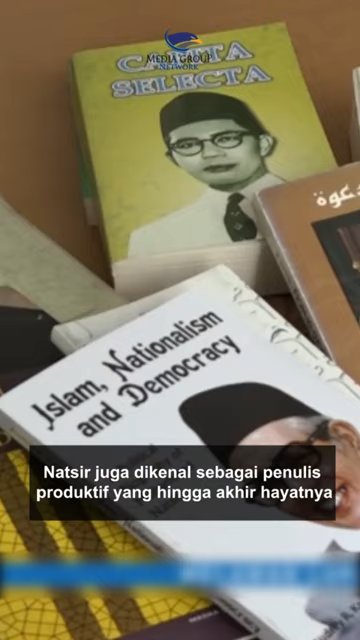 MEDIA GROUP
NETWORK
CAPITA
SELECTA
دعوة
Islam, Nationalism
and Democracy
Natsir juga dikenal sebagai penulis
produktif yang hingga akhir hayatnya